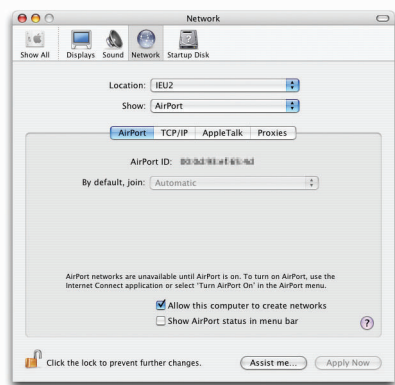 Network
Show All Displays Sound Network Startup Disk
Location: IEU2
Show: AirPort
AirPort TCP/IP AppleTalk Proxies
AirPort ID:
By default, join: Automatic
AirPort networks are unavailable until AirPort is on. To turn on AirPort, use the
Internet Connect application or select 'Turn AirPort On' in the AirPort menu.
Allow this computer to create networks
Show AirPort status in menu bar
?
Click the lock to prevent further changes. Assist me... Apply Now